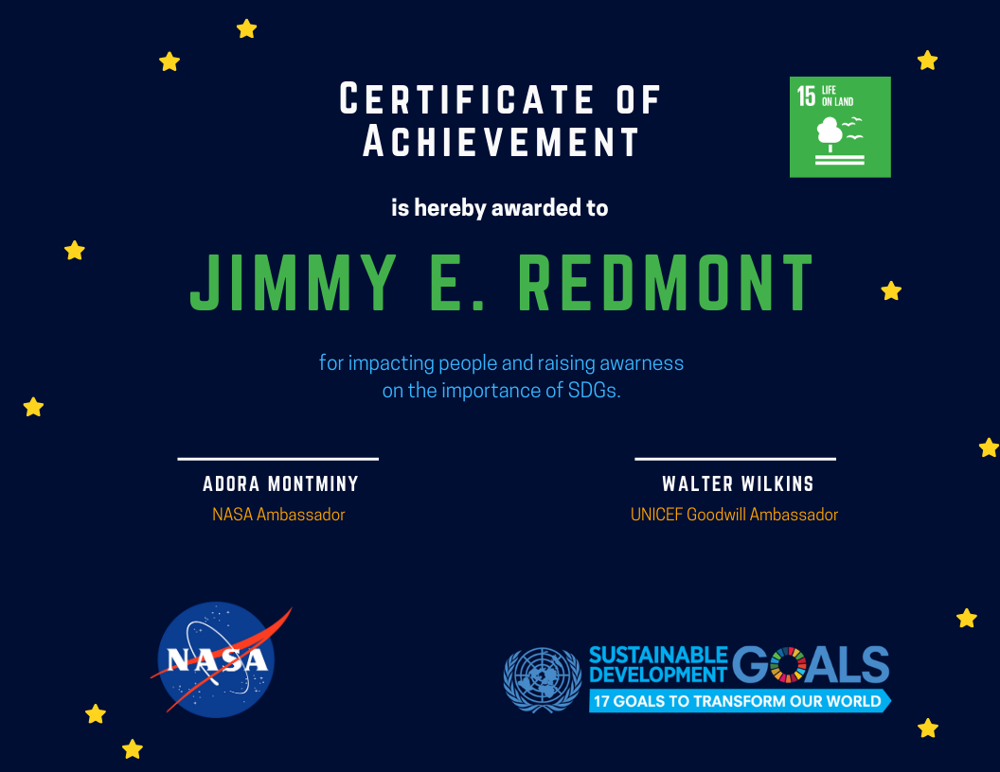 Certificate of
Achievement
15 LIFE
ON LAND
is hereby awarded to
JIMMY E. REDMONT
for impacting people and raising awarness
on the importance of SDGs.
ADORA MONTMINY
NASA Ambassador
WALTER WILKINS
UNICEF Goodwill Ambassador
NASA
SUSTAINABLE
DEVELOPMENT GOALS
17 GOALS TO TRANSFORM OUR WORLD